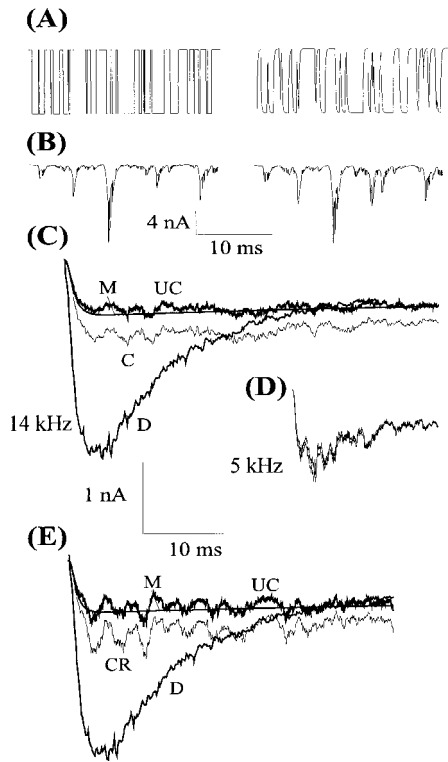 (A)
(B)
4 nA
10 ms
(C)
M
UC
C
D
14 kHz
(D)
5 kHz
1 nA
10 ms
(E)
M
UC
CR
D